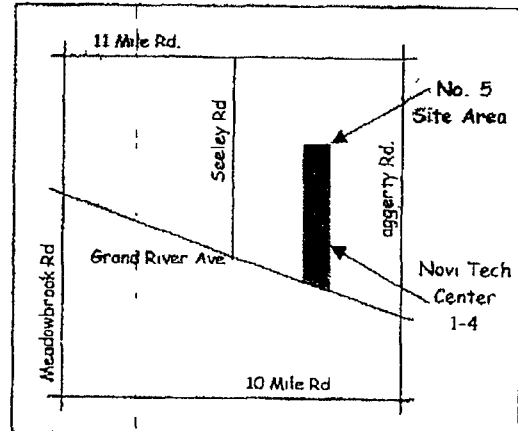 11 Mile Rd.
No. 5
Site Area
Seeley Rd
aggerty Rd.
Grand River Ave
Meadowbrook Rd
Novi Tech
Center
1-4
10 Mile Rd